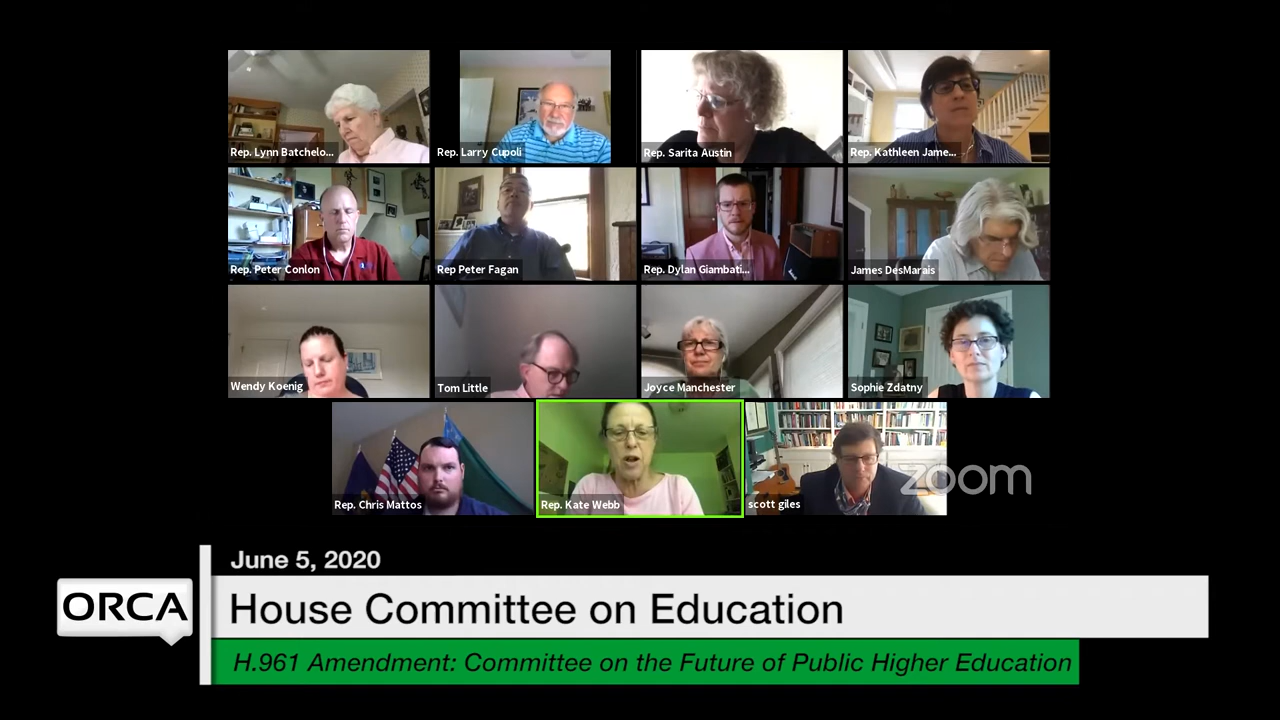 Rep. Lynn Batchelo...
Rep. Larry Cupoli
Rep. Sarita Austin
Rep. Kathleen Jame...
Rep. Peter Conlon
Rep Peter Fagan
Rep. Dylan Giambati...
James DesMarais
Wendy Koenig
Tom Little
Joyce Manchester
Sophie Zdatny
Rep. Chris Mattos
Rep. Kate Webb
scott giles
zoom
June 5, 2020
ORCA
House Committee on Education
H.961 Amendment: Committee on the Future of Public Higher Education